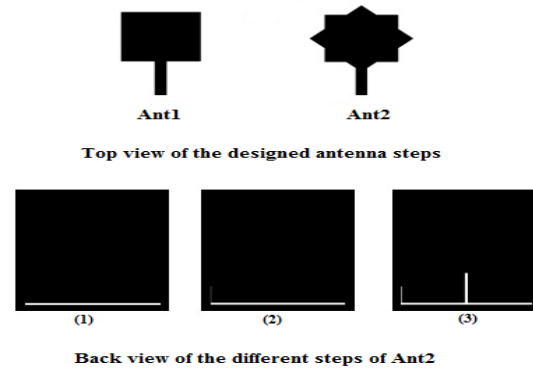 Ant1 Ant2
Top view of the designed antenna steps
(1) (2) (3)
Back view of the different steps of Ant2